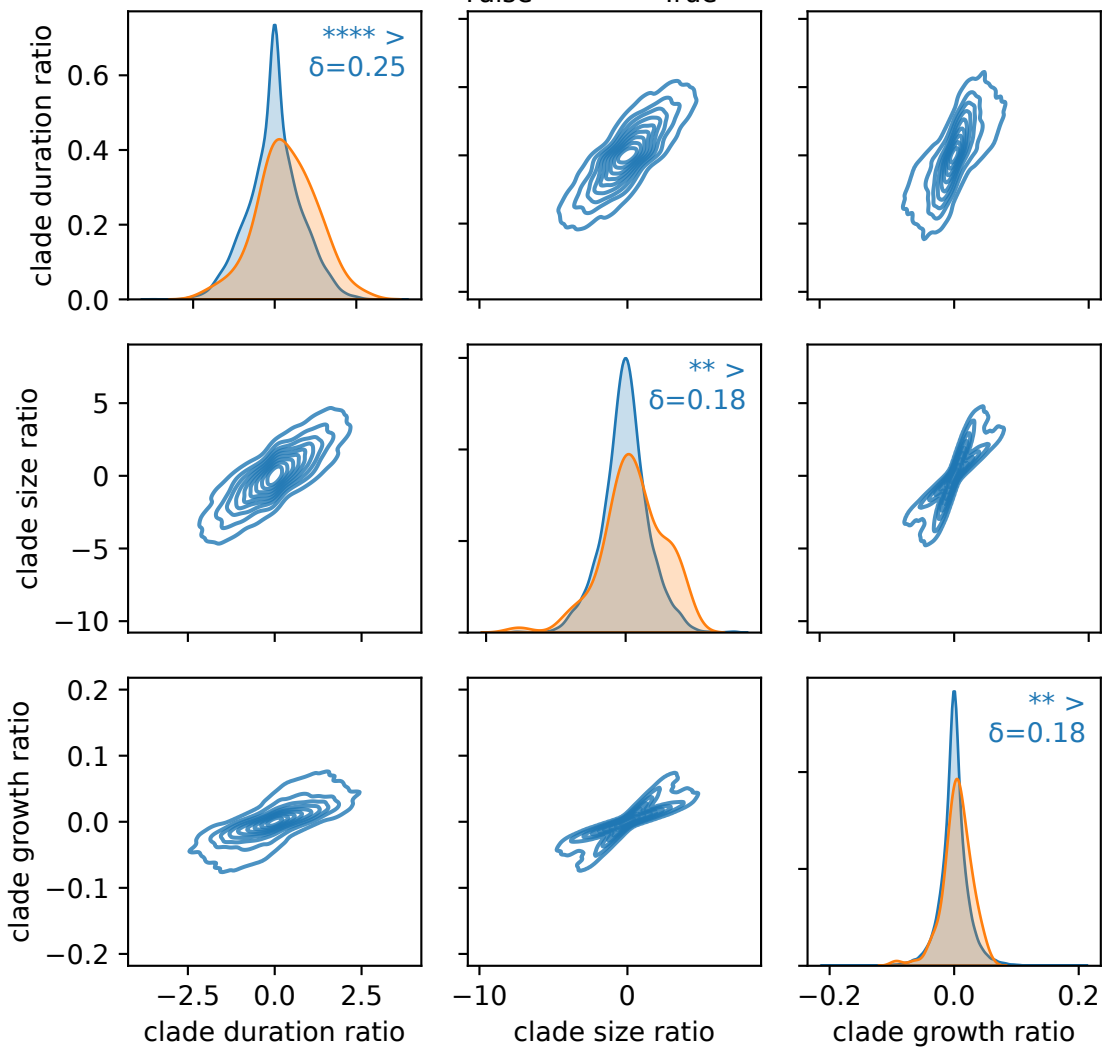 clade duration ratio
0.6
0.4
0.2
0.0
**** >
δ=0.25
clade size ratio
5
0
−5
−10
** >
δ=0.18
clade growth ratio
0.2
0.1
0.0
−0.1
−0.2
** >
δ=0.18
−2.5 0.0 2.5
−10 0
−0.2 0.0 0.2
clade duration ratio
clade size ratio
clade growth ratio